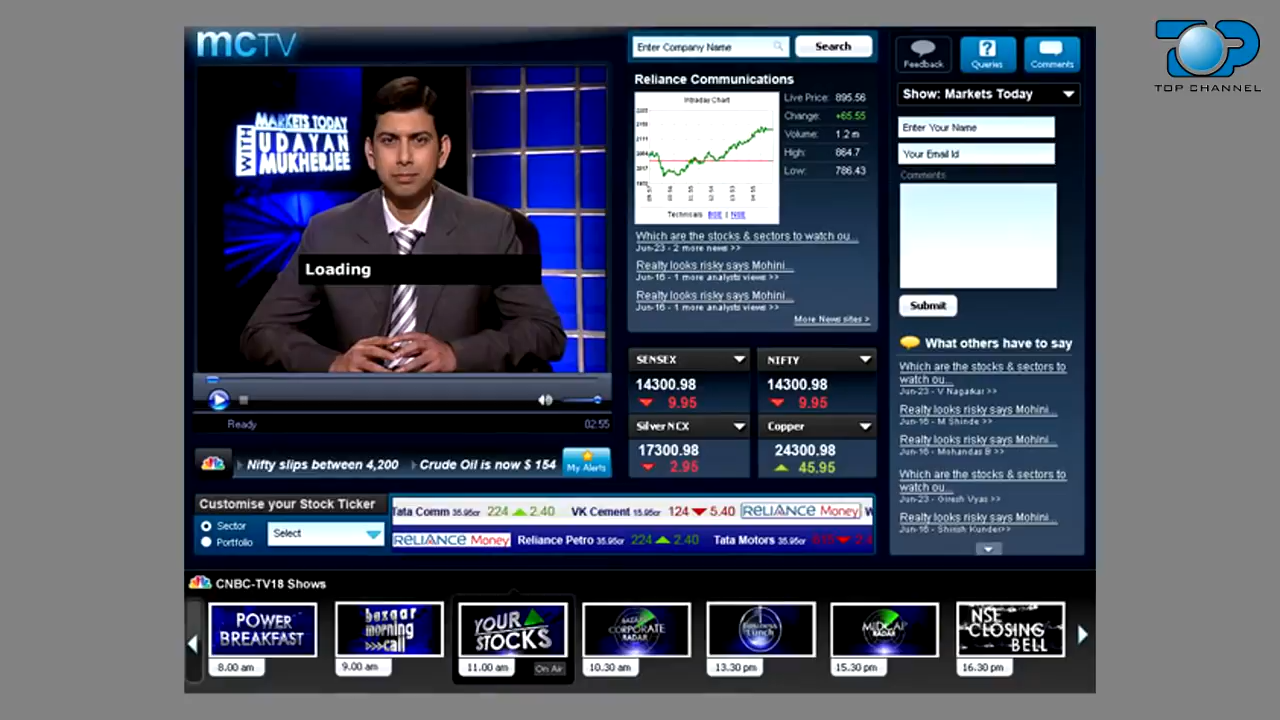 mcTV
MARKETS TODAY
WITH
UDAYAN
MUKHERJEE
Loading
Ready
02:55
Nifty slips between 4,200
Crude Oil is now $ 154
My Alerts
Enter Company Name
Search
Reliance Communications
Intraday Chart
Technicals BSE | NSE
Live Price: 895.56
Change: +65.55
Volume: 1.2 m
High: 864.7
Low: 786.43
Which are the stocks & sectors to watch ou...
Jun-23 - 2 more news >>
Really looks risky says Mohini...
Jun-16 - 1 more analysts views >>
Really looks risky says Mohini...
Jun-16 - 1 more analysts views >>
More News sites >
SENSEX
14300.98
9.95
NIFTY
14300.98
9.95
Silver NCX
17300.98
2.95
Copper
24300.98
45.95
Feedback
Queries
Comments
Show: Markets Today
Enter Your Name
Your Email Id
Comments
Submit
What others have to say
Which are the stocks & sectors to
watch ou...
Jun-23 - V Nagarkar >>
Really looks risky says Mohini...
Jun-16 - M Shinde >>
Really looks risky says Mohini...
Jun-16 - Mohandas B >>
Which are the stocks & sectors to
watch ou...
Jun-23 - Giresh Vyas >>
Really looks risky says Mohini...
Jun-16 - Shirish Kunder>>
TOP
TOP CHANNEL
Customise your Stock Ticker
Sector
Portfolio
Select
Tata Comm 35.95cr 224 2.40 VK Cement 15.95cr 124 5.40 RELIANCE Money
RELIANCE Money Reliance Petro 35.95cr 224 2.40 Tata Motors 35.95cr
CNBC-TV18 Shows
POWER
BREAKFAST
8.00 am
bazaar
morning
>>>call
9.00 am
YOUR
STOCKS
11.00 am
On Air
CORPORATE
RADAR
10.30 am
Business
Lunch
13.30 pm
MIDCAP
RADAR
15.30 pm
NSE
CLOSING
BELL
16.30 pm